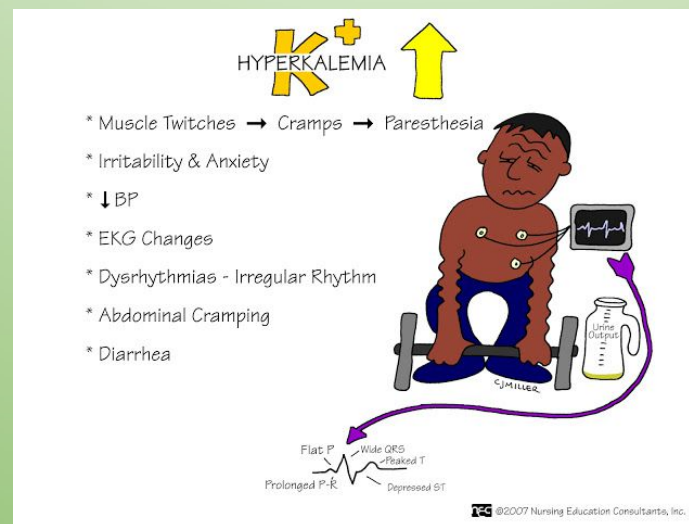 K+
HYPERKALEMIA
* Muscle Twitches → Cramps → Paresthesia
* Irritability & Anxiety
* ↓ BP
* EKG Changes
* Dysrhythmias - Irregular Rhythm
* Abdominal Cramping
* Diarrhea
Urine
Output
CJMILLER
Flat P
Wide QRS
Peaked T
Prolonged P-R
Depressed ST
NEC ©2007 Nursing Education Consultants, Inc.